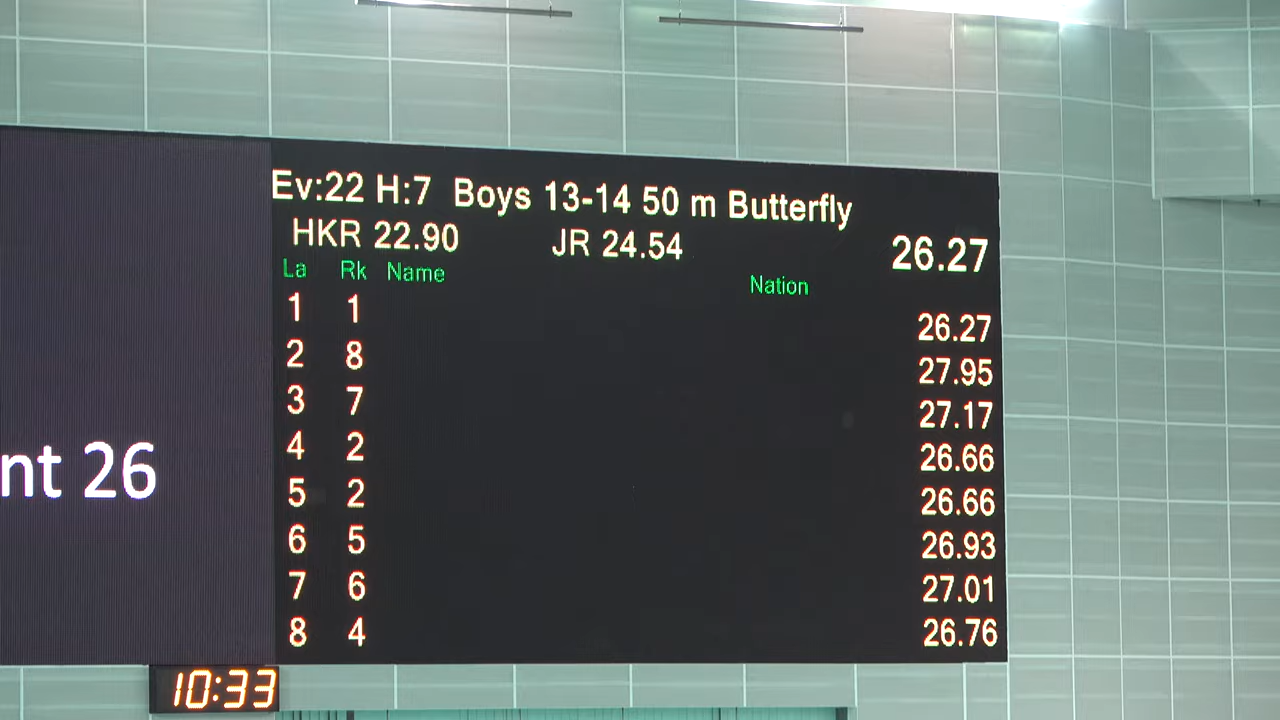 Ev:22 H:7 Boys 13-14 50 m Butterfly
HKR 22.90 JR 24.54 26.27
La Rk Name Nation
1 1 26.27
2 8 27.95
3 7 27.17
4 2 26.66
5 2 26.66
6 5 26.93
7 6 27.01
8 4 26.76
nt 26
10:33